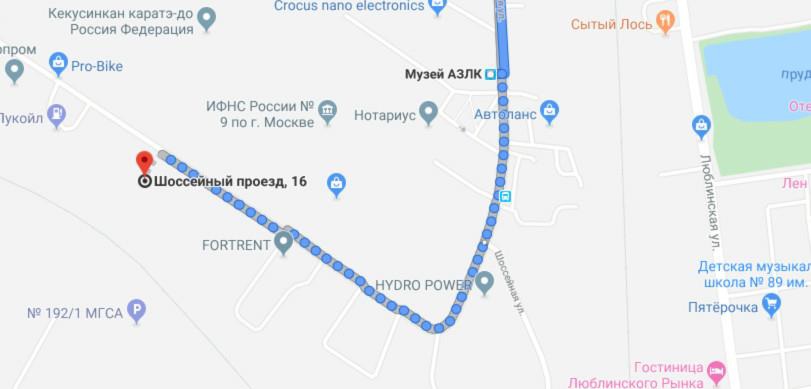 Кекусинкан каратэ-до
Россия Федерация
Crocus nano electronics
Сытый Лось
Pro-Bike
Музей АЗЛК
пруд
ИФНС России №
9 по г. Москве
Нотариус
Автоланс
Лукойл
Люблинская ул.
Лен
Шоссейный проезд, 16
FORTRENT
Шоссейная ул.
HYDRO POWER
Детская музыкал
школа № 89 им.
Пятёрочка
№ 192/1 МГСА
P
Гостиница
Люблинского Рынка